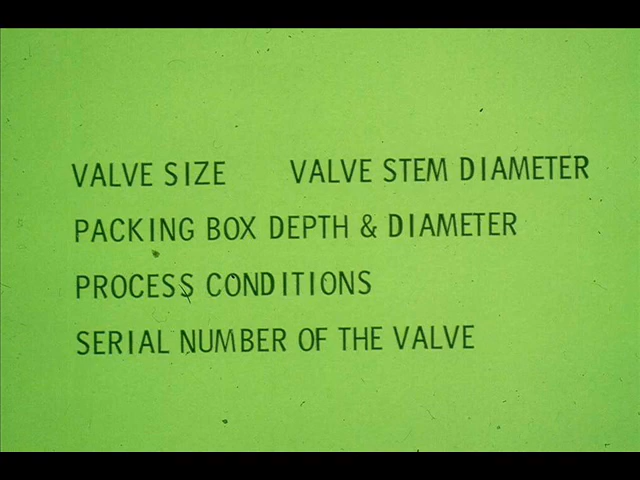 VALVE SIZE VALVE STEM DIAMETER
PACKING BOX DEPTH & DIAMETER
PROCESS CONDITIONS
SERIAL NUMBER OF THE VALVE